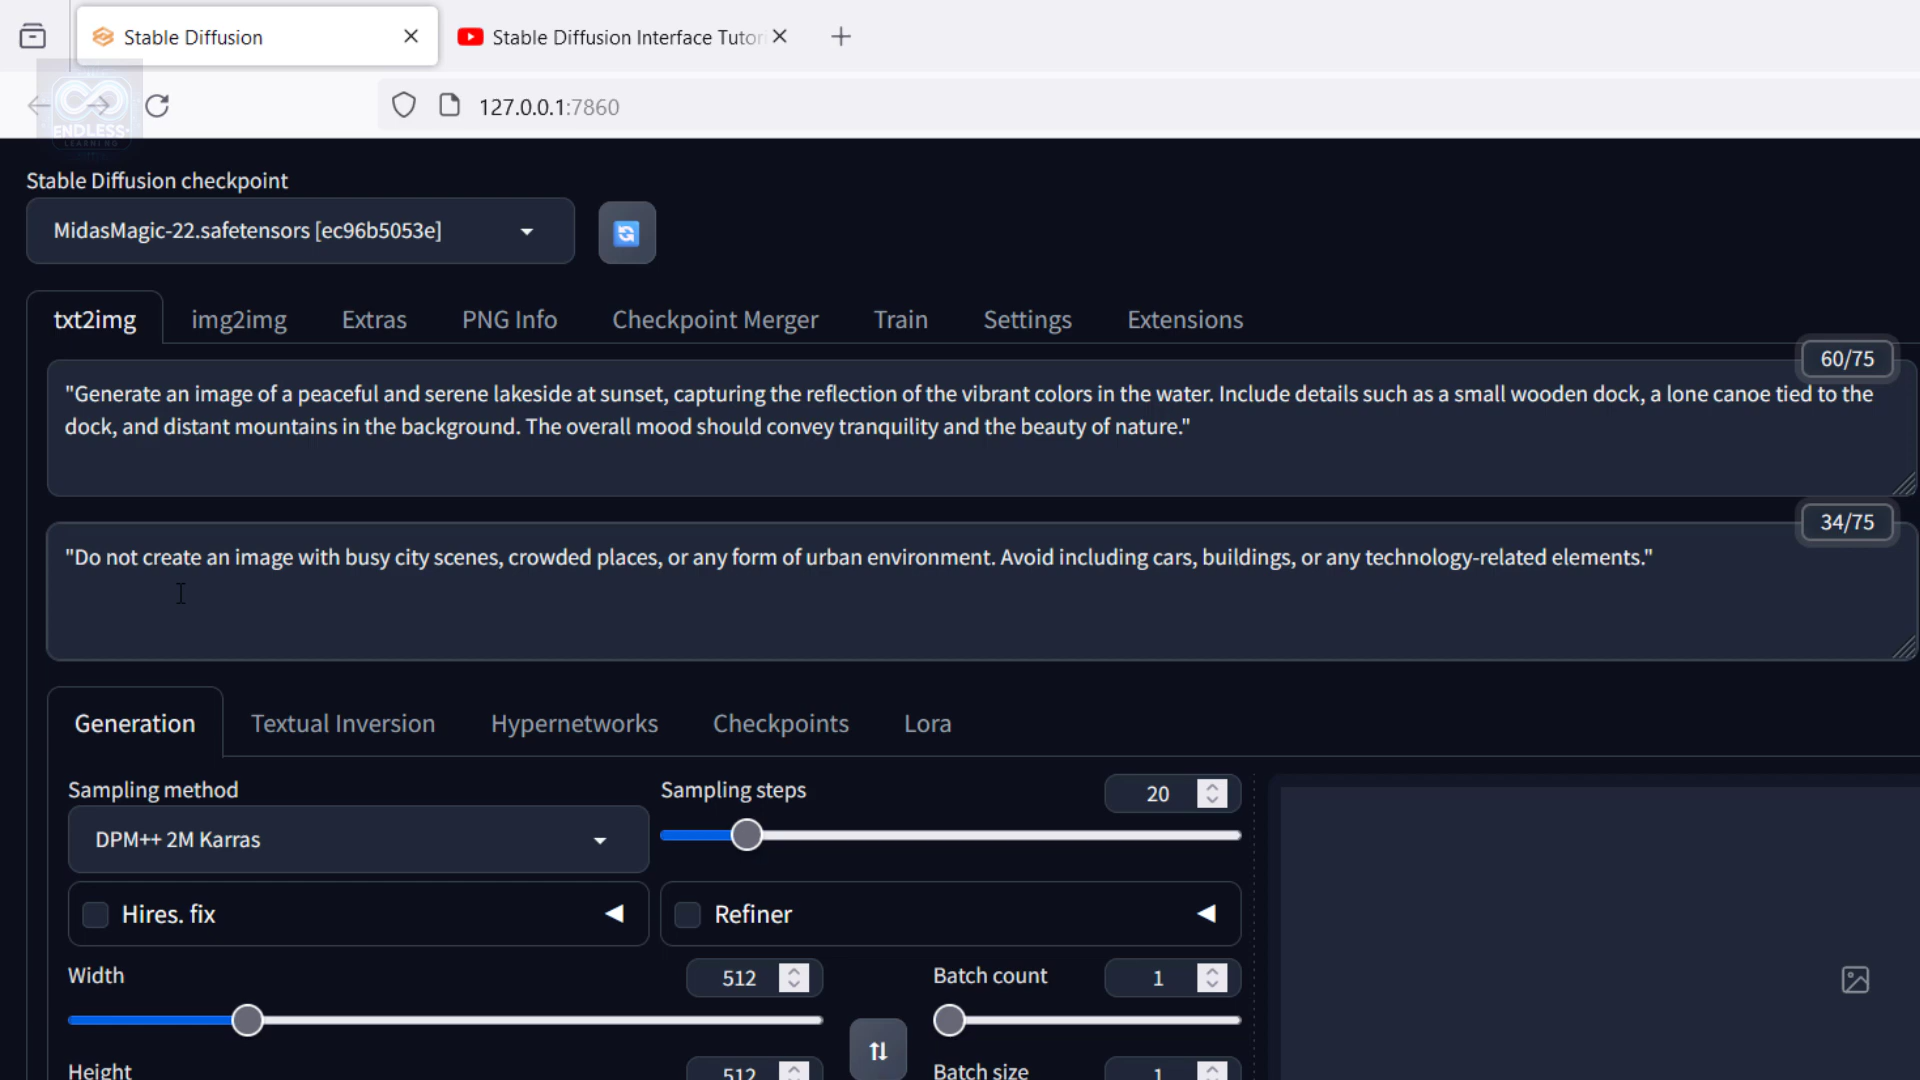 Stable Diffusion
Stable Diffusion Interface Tutor
ENDLESS
LEARNING
127.0.0.1:7860
Stable Diffusion checkpoint
MidasMagic-22.safetensors [ec96b5053e]
txt2img img2img Extras PNG Info Checkpoint Merger Train Settings Extensions
60/75
"Generate an image of a peaceful and serene lakeside at sunset, capturing the reflection of the vibrant colors in the water. Include details such as a small wooden dock, a lone canoe tied to the
dock, and distant mountains in the background. The overall mood should convey tranquility and the beauty of nature."
34/75
"Do not create an image with busy city scenes, crowded places, or any form of urban environment. Avoid including cars, buildings, or any technology-related elements."
Generation Textual Inversion Hypernetworks Checkpoints Lora
Sampling method
DPM++ 2M Karras
Sampling steps 20
Hires. fix
Refiner
Width 512
Batch count 1
Height 512
Batch size 1